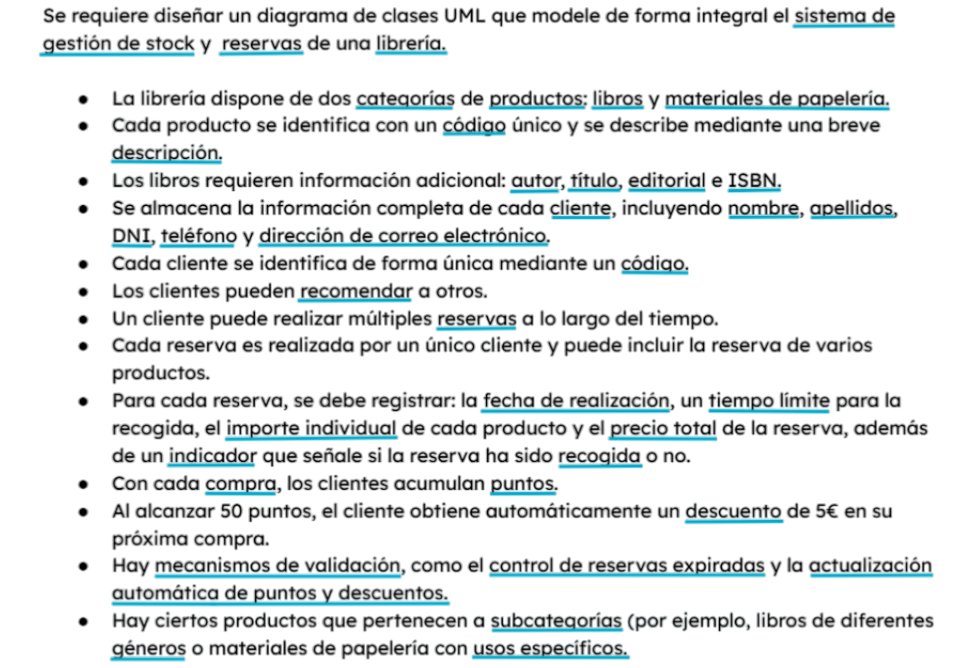 Se requiere diseñar un diagrama de clases UML que modele de forma integral el sistema de
gestión de stock y reservas de una librería.
● La librería dispone de dos categorías de productos: libros y materiales de papelería.
● Cada producto se identifica con un código único y se describe mediante una breve
descripción.
● Los libros requieren información adicional: autor, título, editorial e ISBN.
● Se almacena la información completa de cada cliente, incluyendo nombre, apellidos,
DNI, teléfono y dirección de correo electrónico.
● Cada cliente se identifica de forma única mediante un código.
● Los clientes pueden recomendar a otros.
● Un cliente puede realizar múltiples reservas a lo largo del tiempo.
● Cada reserva es realizada por un único cliente y puede incluir la reserva de varios
productos.
● Para cada reserva, se debe registrar: la fecha de realización, un tiempo límite para la
recogida, el importe individual de cada producto y el precio total de la reserva, además
de un indicador que señale si la reserva ha sido recogida o no.
● Con cada compra, los clientes acumulan puntos.
● Al alcanzar 50 puntos, el cliente obtiene automáticamente un descuento de 5€ en su
próxima compra.
● Hay mecanismos de validación, como el control de reservas expiradas y la actualización
automática de puntos y descuentos.
● Hay ciertos productos que pertenecen a subcategorías (por ejemplo, libros de diferentes
géneros o materiales de papelería con usos específicos.